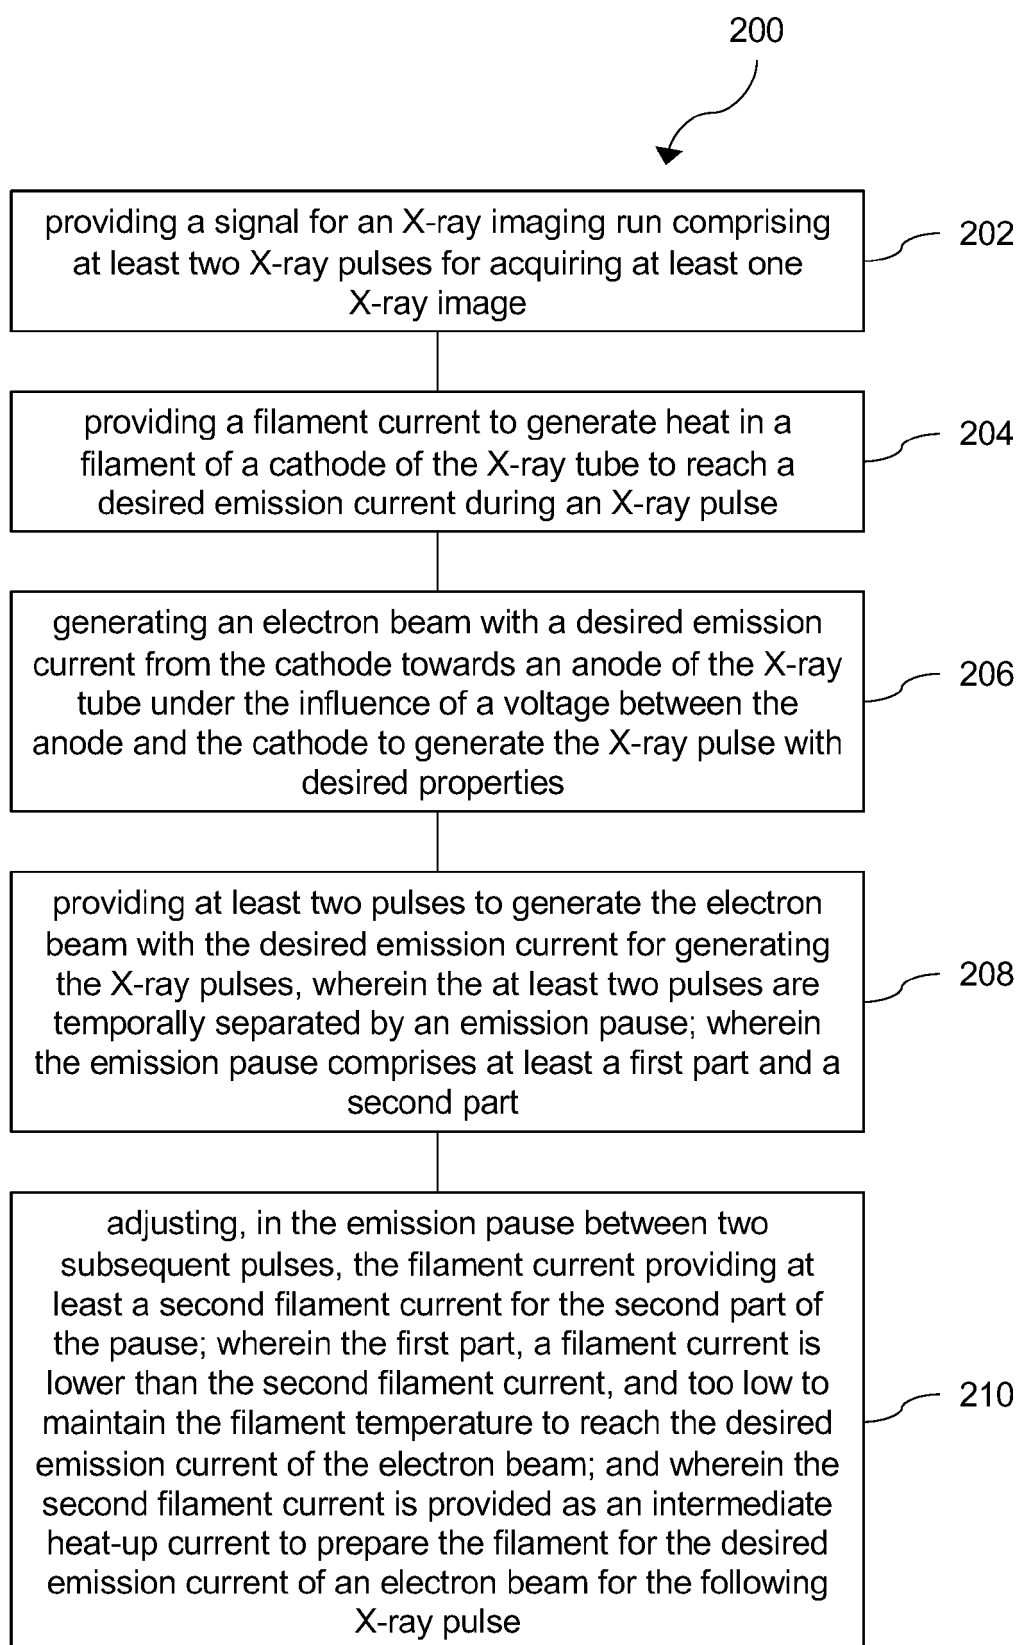 200
providing a signal for an X-ray imaging run comprising
at least two X-ray pulses for acquiring at least one
X-ray image
202
providing a filament current to generate heat in a
filament of a cathode of the X-ray tube to reach a
desired emission current during an X-ray pulse
204
generating an electron beam with a desired emission
current from the cathode towards an anode of the X-ray
tube under the influence of a voltage between the
anode and the cathode to generate the X-ray pulse with
desired properties
206
providing at least two pulses to generate the electron
beam with the desired emission current for generating
the X-ray pulses, wherein the at least two pulses are
temporally separated by an emission pause; wherein
the emission pause comprises at least a first part and a
second part
208
adjusting, in the emission pause between two
subsequent pulses, the filament current providing at
least a second filament current for the second part of
the pause; wherein the first part, a filament current is
lower than the second filament current, and too low to
maintain the filament temperature to reach the desired
emission current of the electron beam; and wherein the
second filament current is provided as an intermediate
heat-up current to prepare the filament for the desired
emission current of an electron beam for the following
X-ray pulse
210